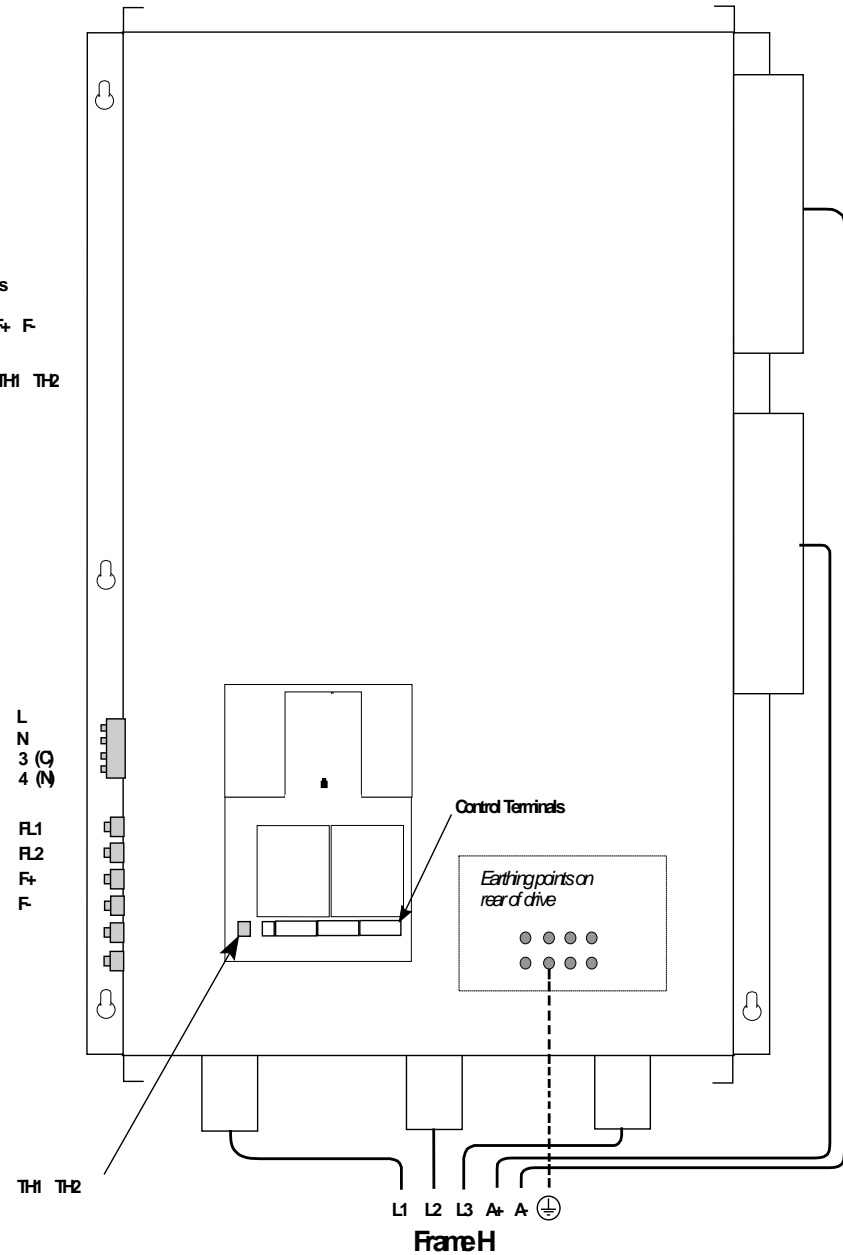 s
F+ F-
TH1 TH2
L
N
3 (C)
4 (N)
FL1
FL2
F+
F-
Control Terminals
Earthing points on
rear of drive
TH1 TH2
L1 L2 L3 A+ A-
Frame H